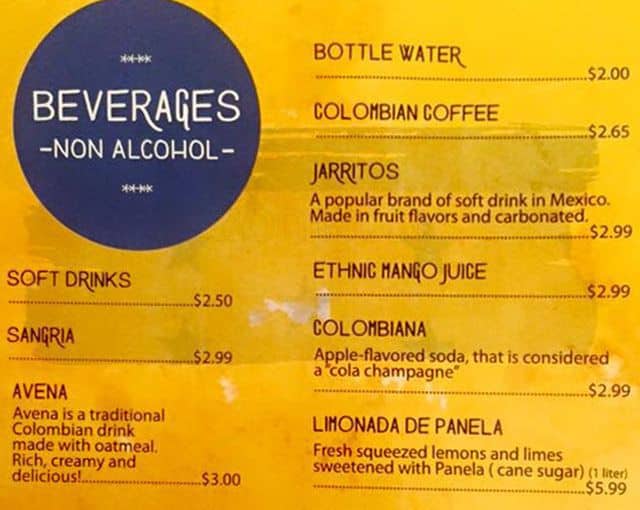 BEVERAGES
-NON ALCOHOL-
SOFT DRINKS
$2.50
SANGRIA
$2.99
AVENA
Avena is a traditional
Colombian drink
made with oatmeal.
Rich, creamy and
delicious!....................................$3.00
BOTTLE WATER
$2.00
COLOMBIAN COFFEE
$2.65
JARRITOS
A popular brand of soft drink in Mexico.
Made in fruit flavors and carbonated.
$2.99
ETHNIC MANGO JUICE
$2.99
COLOMBIANA
Apple-flavored soda, that is considered
a "cola champagne"
$2.99
LIMONADA DE PANELA
Fresh squeezed lemons and limes
sweetened with Panela ( cane sugar) (1 liter)
$5.99